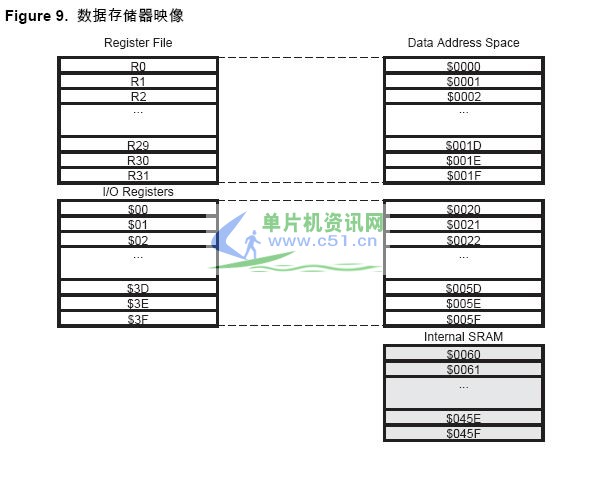 Figure 9. 数据存储器映像
Register File
Data Address Space
R0
$0000
R1
$0001
R2
$0002
...
...
R29
$001D
R30
$001E
R31
$001F
I/O Registers
$00
$0020
$01
$0021
$02
$0022
...
...
$3D
$005D
$3E
$005E
$3F
$005F
单片机资讯网
www.c51.cn
Internal SRAM
$0060
$0061
...
$045E
$045F